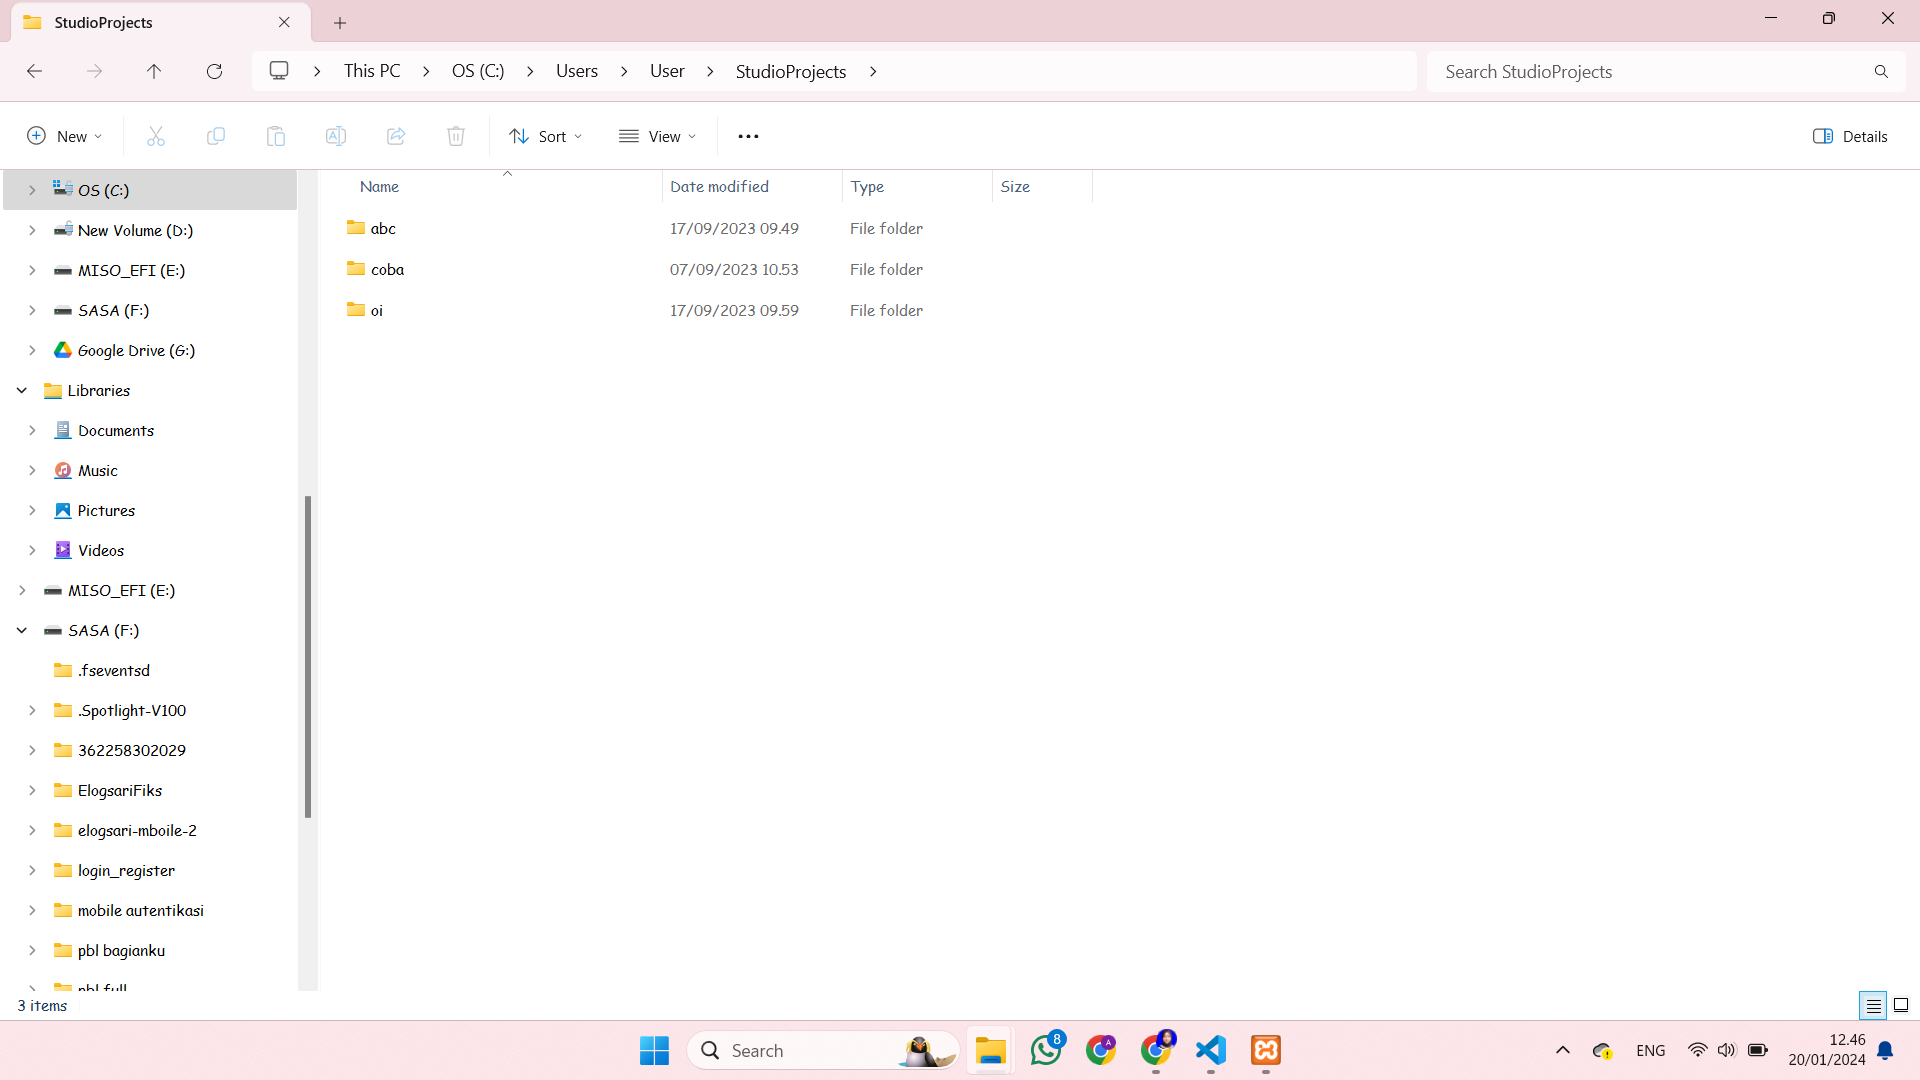 StudioProjects
This PC > OS (C:) > Users > User > StudioProjects >
Search StudioProjects
New
Sort
View
Details
Name Date modified Type Size
abc 17/09/2023 09.49 File folder
coba 07/09/2023 10.53 File folder
oi 17/09/2023 09.59 File folder
OS (C:)
New Volume (D:)
MISO_EFI (E:)
SASA (F:)
Google Drive (G:)
Libraries
Documents
Music
Pictures
Videos
MISO_EFI (E:)
SASA (F:)
.fseventsd
.Spotlight-V100
362258302029
ElogsariFiks
elogsari-mboile-2
login_register
mobile autentikasi
pbl bagianku
pbl full
3 items
Search
8
A
ENG
12.46
20/01/2024